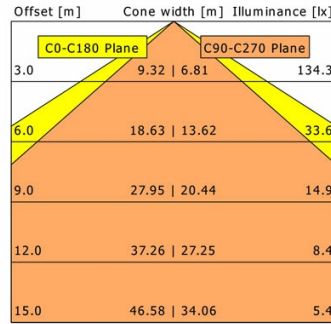 Offset [m] Cone width [m] Illuminance [lx]
C0-C180 Plane C90-C270 Plane
3.0 9.32 | 6.81 134.3
6.0 18.63 | 13.62 33.6
9.0 27.95 | 20.44 14.9
12.0 37.26 | 27.25 8.4
15.0 46.58 | 34.06 5.4